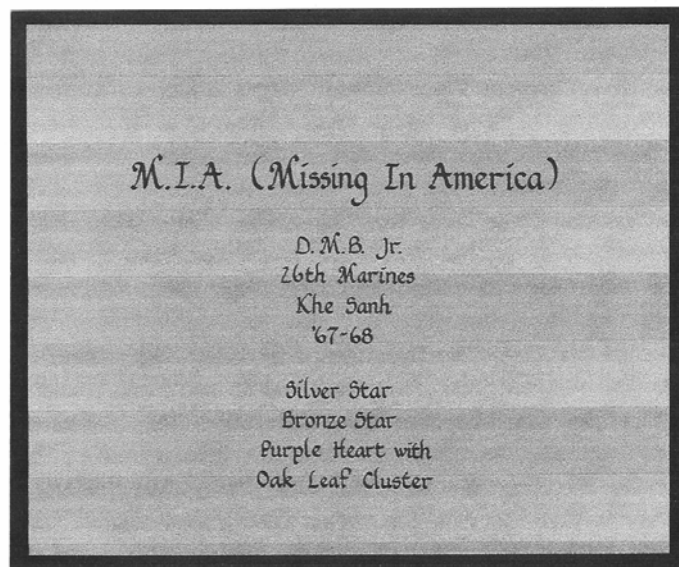 M.I.A. (Missing In America)
D.M.B. Jr.
26th Marines
Khe Sanh
'67-68
Silver Star
Bronze Star
Purple Heart with
Oak Leaf Cluster